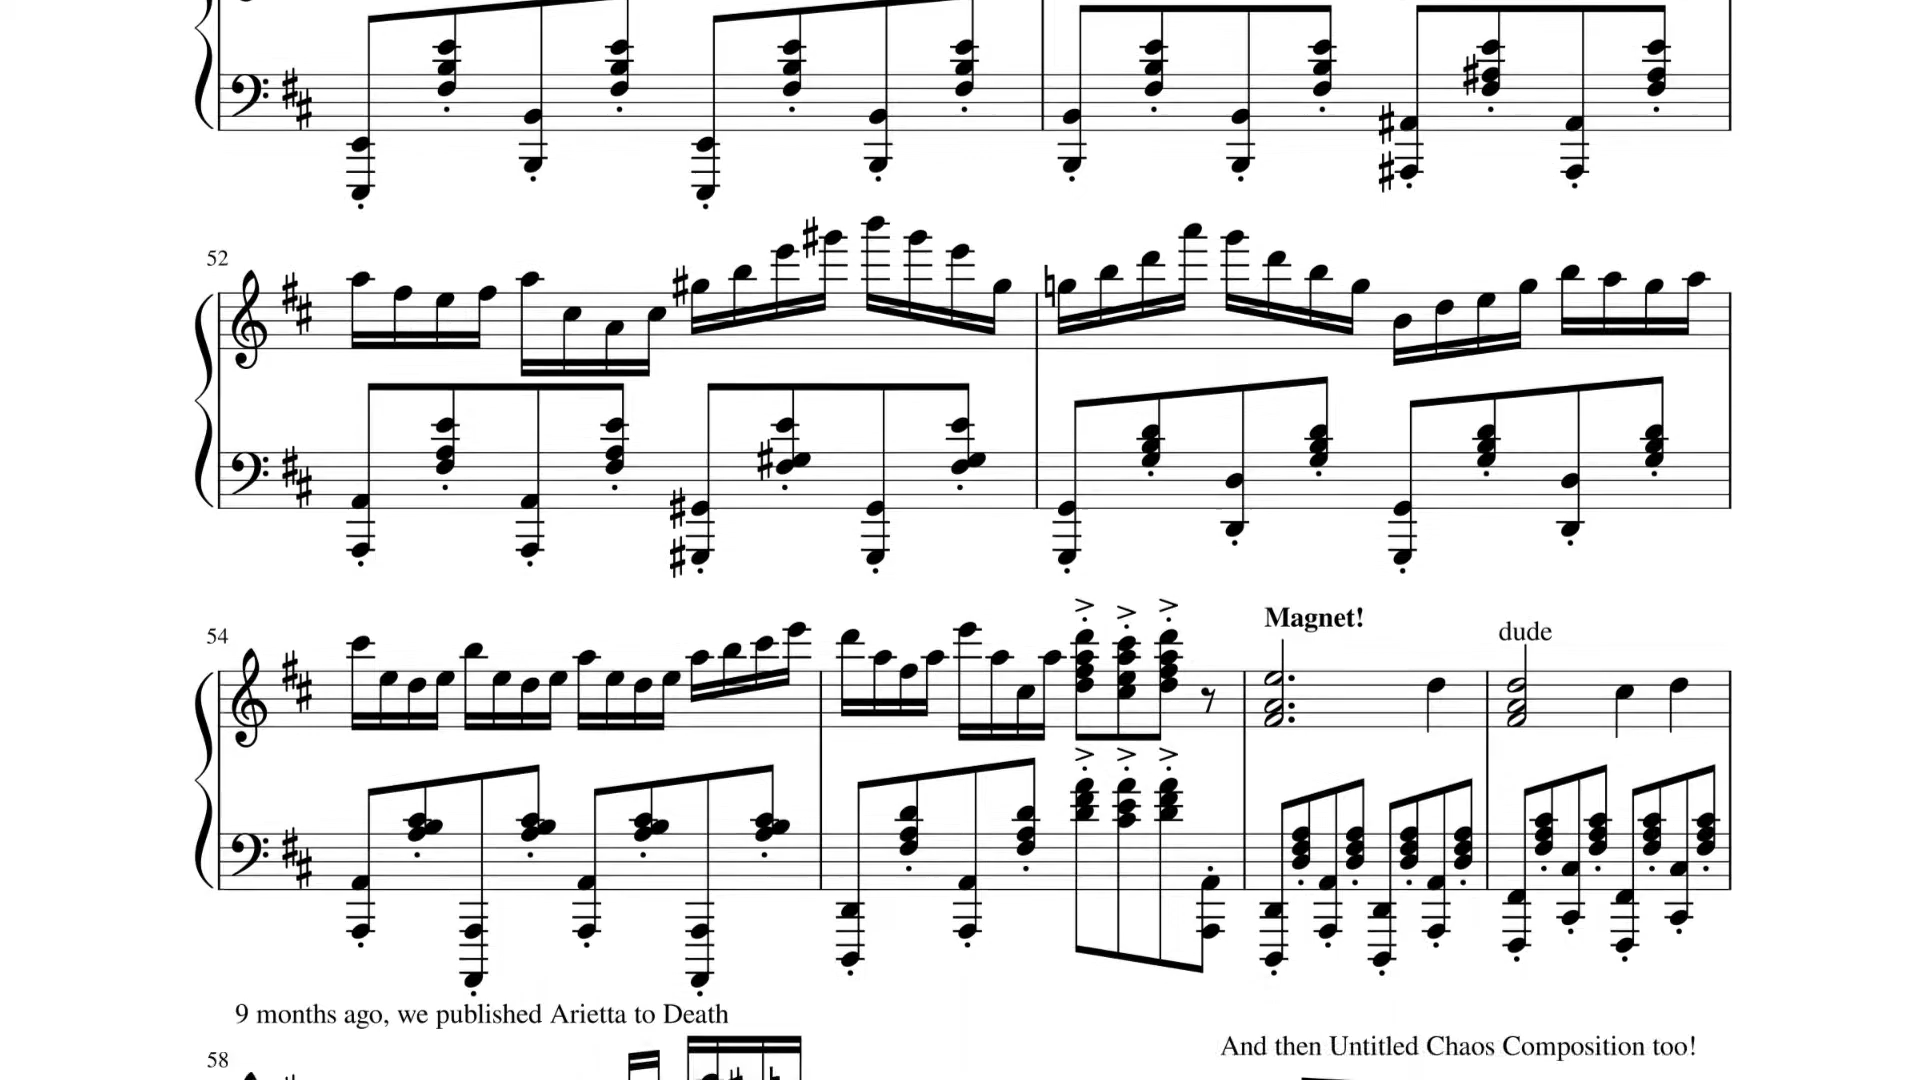 52
54
Magnet!
dude
9 months ago, we published Arietta to Death
58
And then Untitled Chaos Composition too!